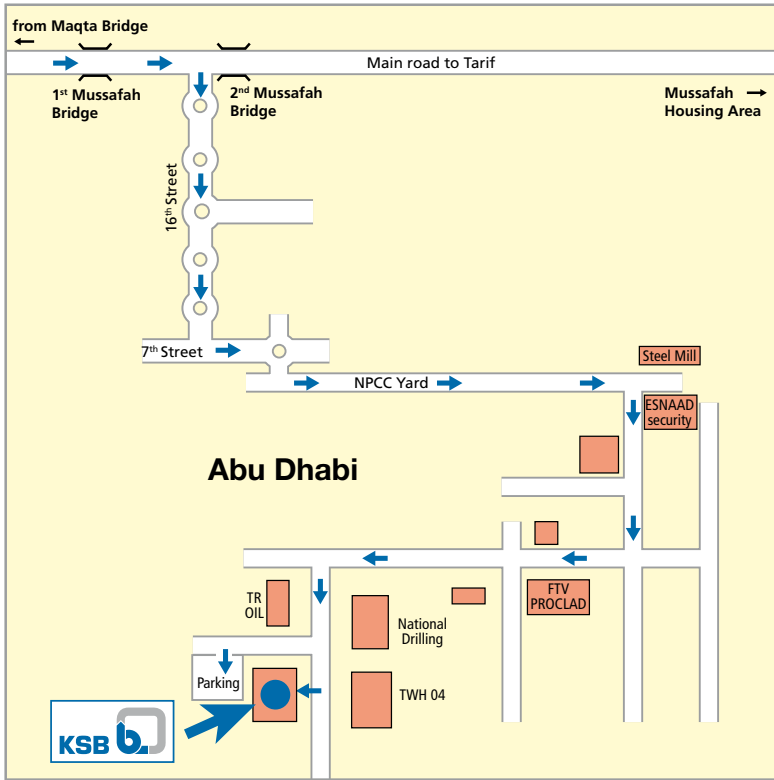 from Maqta Bridge
Main road to Tarif
1st Mussafah
Bridge
2nd Mussafah
Bridge
Mussafah
Housing Area
16th Street
7th Street
Steel Mill
NPCC Yard
ESNAAD
security
Abu Dhabi
FTV
PROCLAD
TR
OIL
National
Drilling
Parking
TWH 04
KSB b.